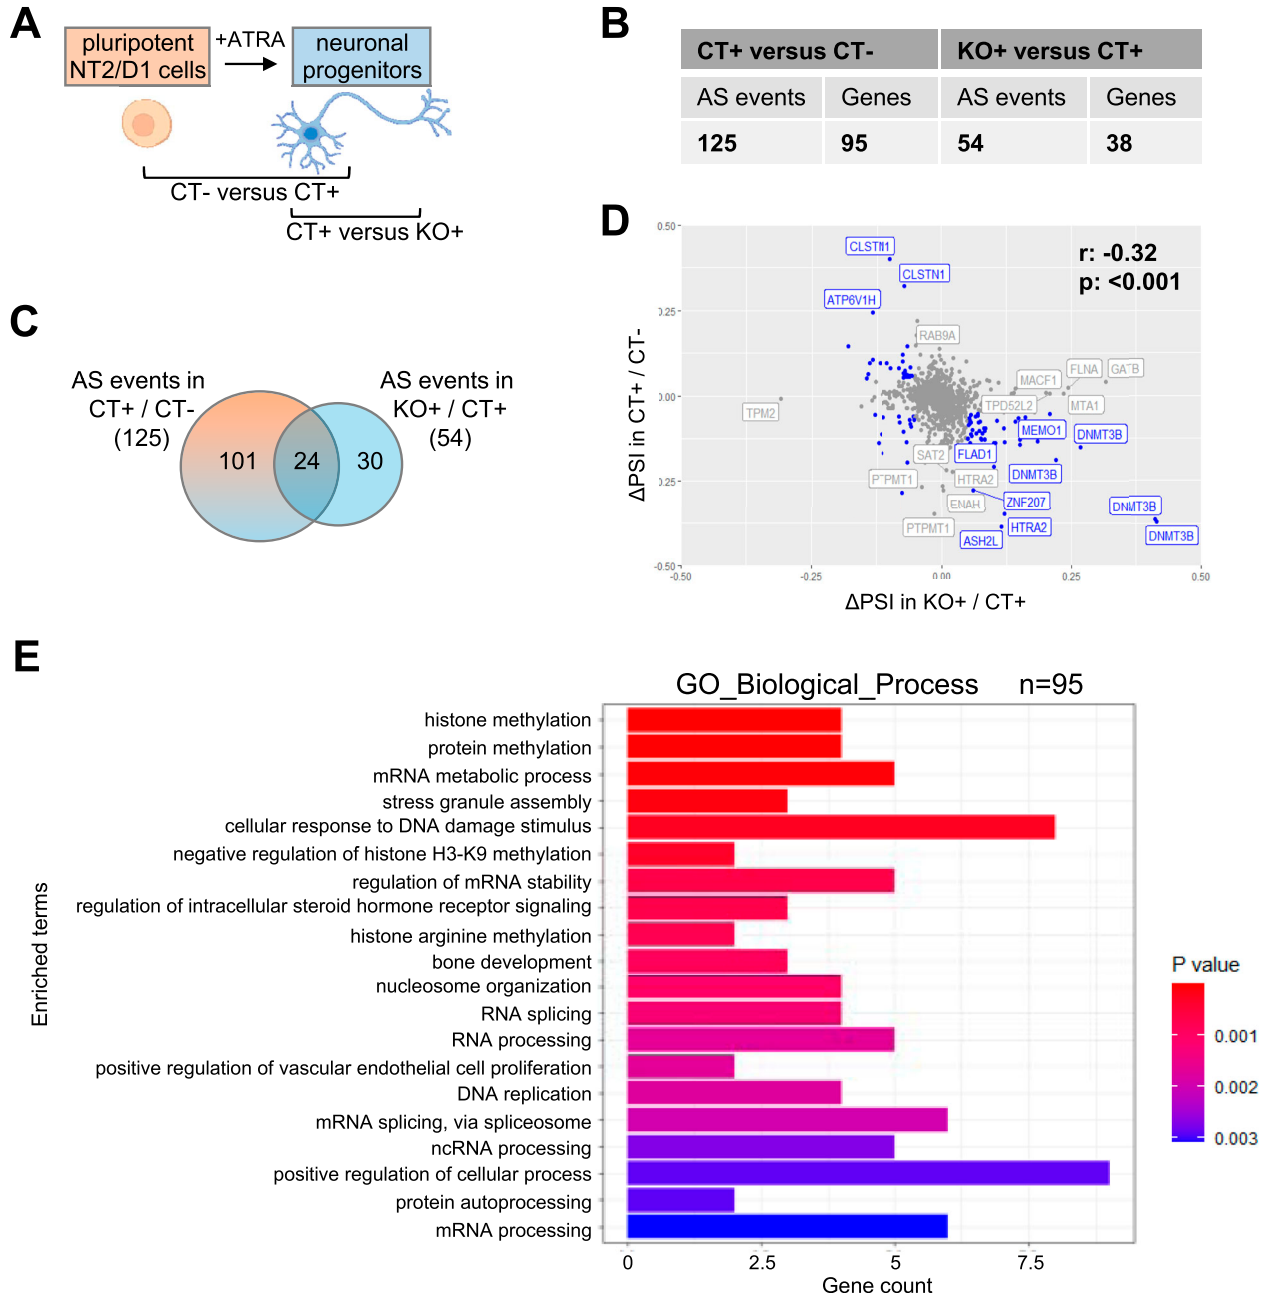 A
pluripotent
NT2/D1 cells
+ATRA
neuronal
progenitors
CT- versus CT+
CT+ versus KO+
B
CT+ versus CT-
KO+ versus CT+
AS events
Genes
AS events
Genes
125
95
54
38
C
AS events in
CT+ / CT-
(125)
AS events in
KO+ / CT+
(54)
101
24
30
D
r: -0.32
p: <0.001
ΔPSI in CT+ / CT-
0.50
0.25
0.00
0.25
-0.50
CLSTN1
CLSTN1
ATP6V1H
RAB9A
TPM2
MACF1
FLNA
TPD52L2
MTA1
MEMO1
DNMT3B
SAT2
FLAD1
DNMT3B
HTRA2
PTPMT1
ENAH
ZNF207
PTPMT1
ASH2L
HTRA2
DNMT3B
DNMT3B
-0.50
-0.25
0.00
0.25
0.50
ΔPSI in KO+ / CT+
E
GO_Biological_Process n=95
Enriched terms
histone methylation
protein methylation
mRNA metabolic process
stress granule assembly
cellular response to DNA damage stimulus
negative regulation of histone H3-K9 methylation
regulation of mRNA stability
regulation of intracellular steroid hormone receptor signaling
histone arginine methylation
bone development
nucleosome organization
RNA splicing
RNA processing
positive regulation of vascular endothelial cell proliferation
DNA replication
mRNA splicing, via spliceosome
ncRNA processing
positive regulation of cellular process
protein autoprocessing
mRNA processing
0
2.5
5
7.5
Gene count
P value
0.001
0.002
0.003